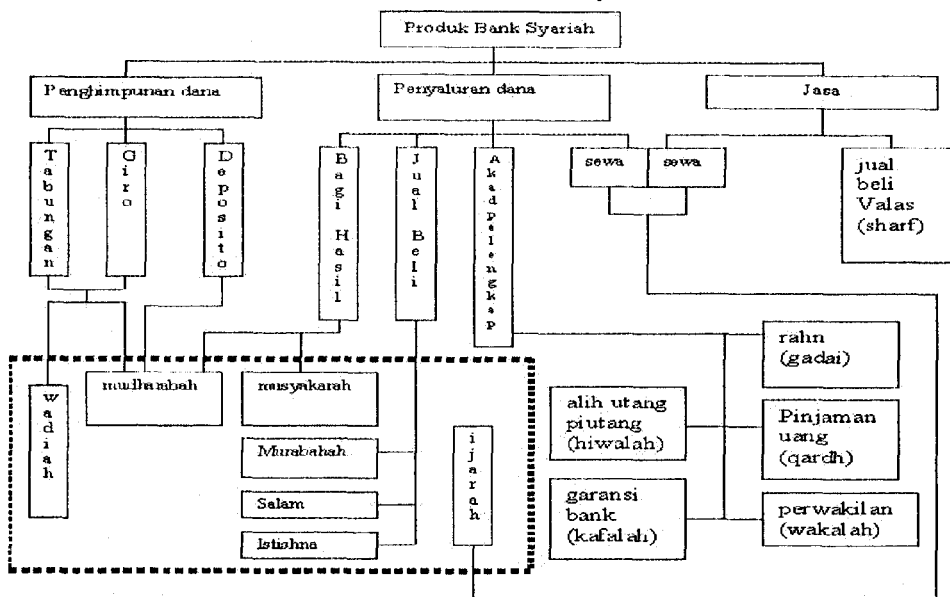 Produk Bank Syariah
Penghimpunan dana
Penyaluran dana
Jasa
Tabungan
Giro
Deposito
Bagi Hasil
Jual Beli
Akadpelengkap
sewa
sewa
jual
beli
Valas
(sharf)
wadiah
mudharabah
musyakarah
Murabahah
Salam
Istishna
ijarah
alih utang
piutang
(hiwalah)
garansi
bank
(kafalah)
rahn
(gadai)
Pinjaman
uang
(qardh)
perwakilan
(wakalah)